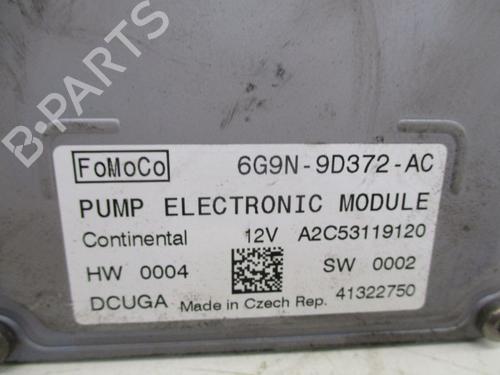 B-PARTS
FoMoCo 6G9N-9D372-AC
PUMP ELECTRONIC MODULE
Continental 12V A2C53119120
HW 0004 SW 0002
DCUGA Made in Czech Rep. 41322750